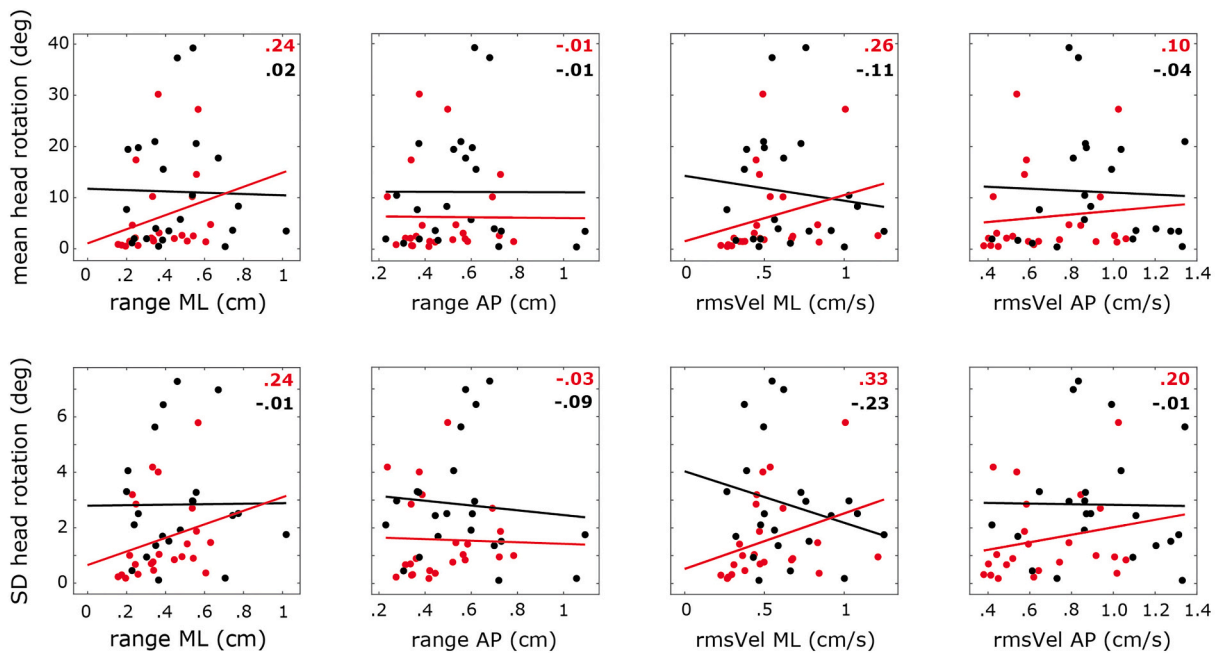 mean head rotation (deg)
40
30
20
10
0
.24
.02
-.01
-.01
.26
-.11
.10
-.04
0 .2 .4 .6 .8 1
.2 .4 .6 .8 1
0 .5 1
.4 .6 .8 1.0 1.2 1.4
range ML (cm)
range AP (cm)
rmsVel ML (cm/s)
rmsVel AP (cm/s)
SD head rotation (deg)
6
4
2
0
.24
-.01
-.03
-.09
.33
-.23
.20
-.01
0 .2 .4 .6 .8 1
.2 .4 .6 .8 1
0 .5 1
.4 .6 .8 1.0 1.2 1.4
range ML (cm)
range AP (cm)
rmsVel ML (cm/s)
rmsVel AP (cm/s)